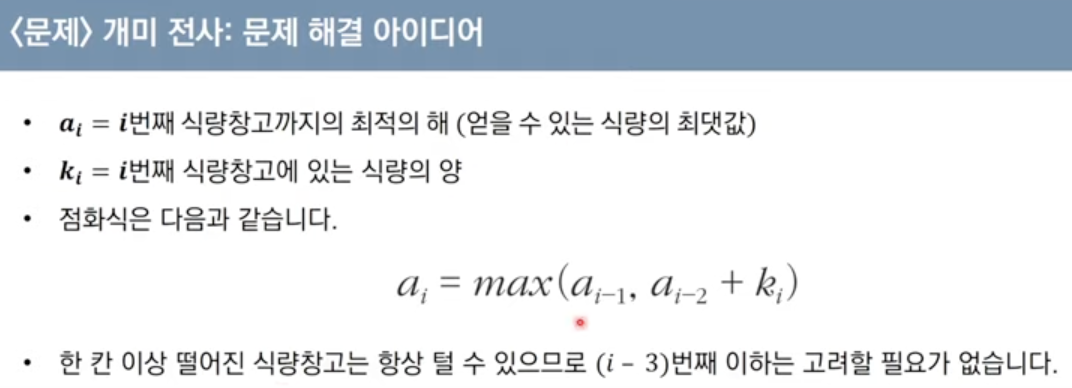 〈문제〉 개미 전사: 문제 해결 아이디어
• a_i = i번째 식량창고까지의 최적의 해 (얻을 수 있는 식량의 최댓값)
• k_i = i번째 식량창고에 있는 식량의 양
• 점화식은 다음과 같습니다.
a_i = max(a_{i−1}, a_{i−2} + k_i)
• 한 칸 이상 떨어진 식량창고는 항상 털 수 있으므로 (i – 3)번째 이하는 고려할 필요가 없습니다.